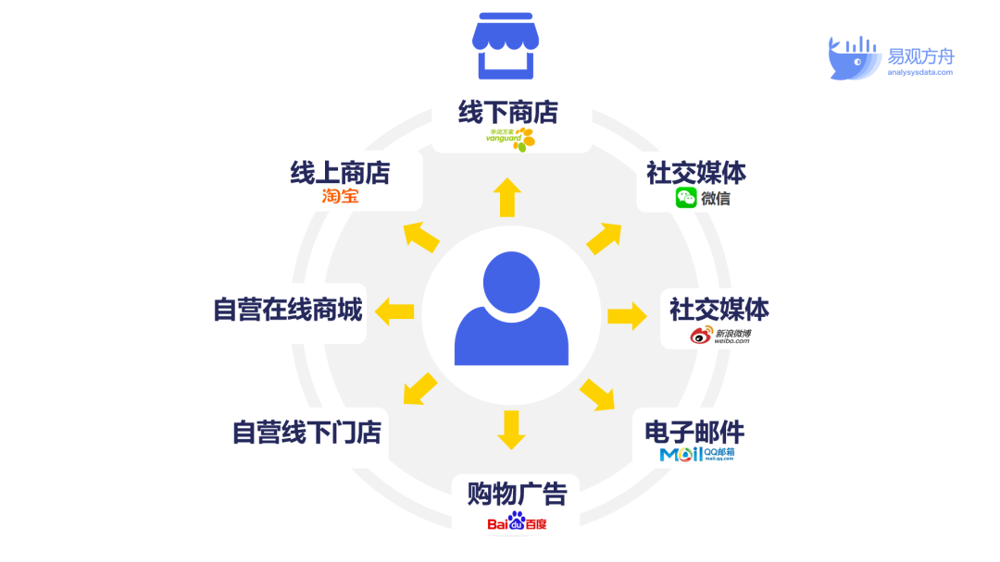 易观方舟
analysysdata.com
线下商店
华润万家
vanguard
线上商店
淘宝
社交媒体
微信
自营在线商城
社交媒体
新浪微博
weibo.com
自营线下门店
电子邮件
Mail QQ邮箱
mail.qq.com
购物广告
Bai du 百度